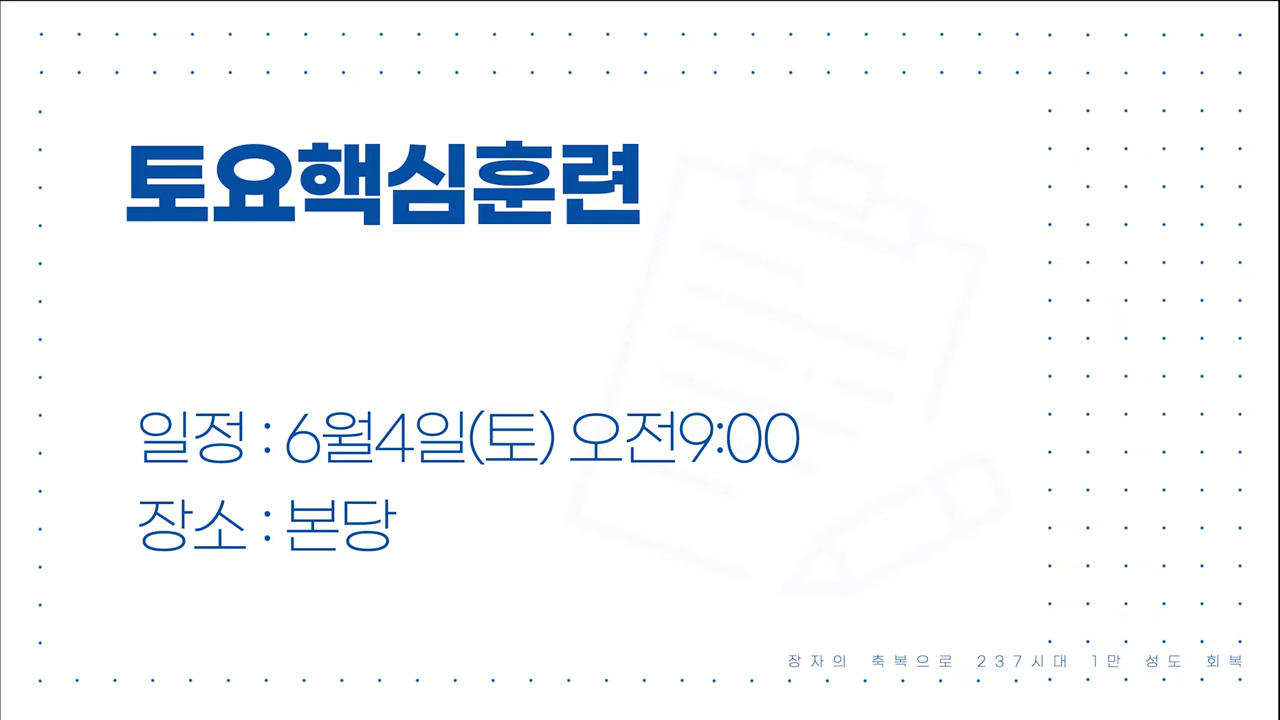 토요핵심훈련
일정 : 6월4일(토) 오전9:00
장소 : 본당
장자의 축복으로 237시대 1만 성도 회복